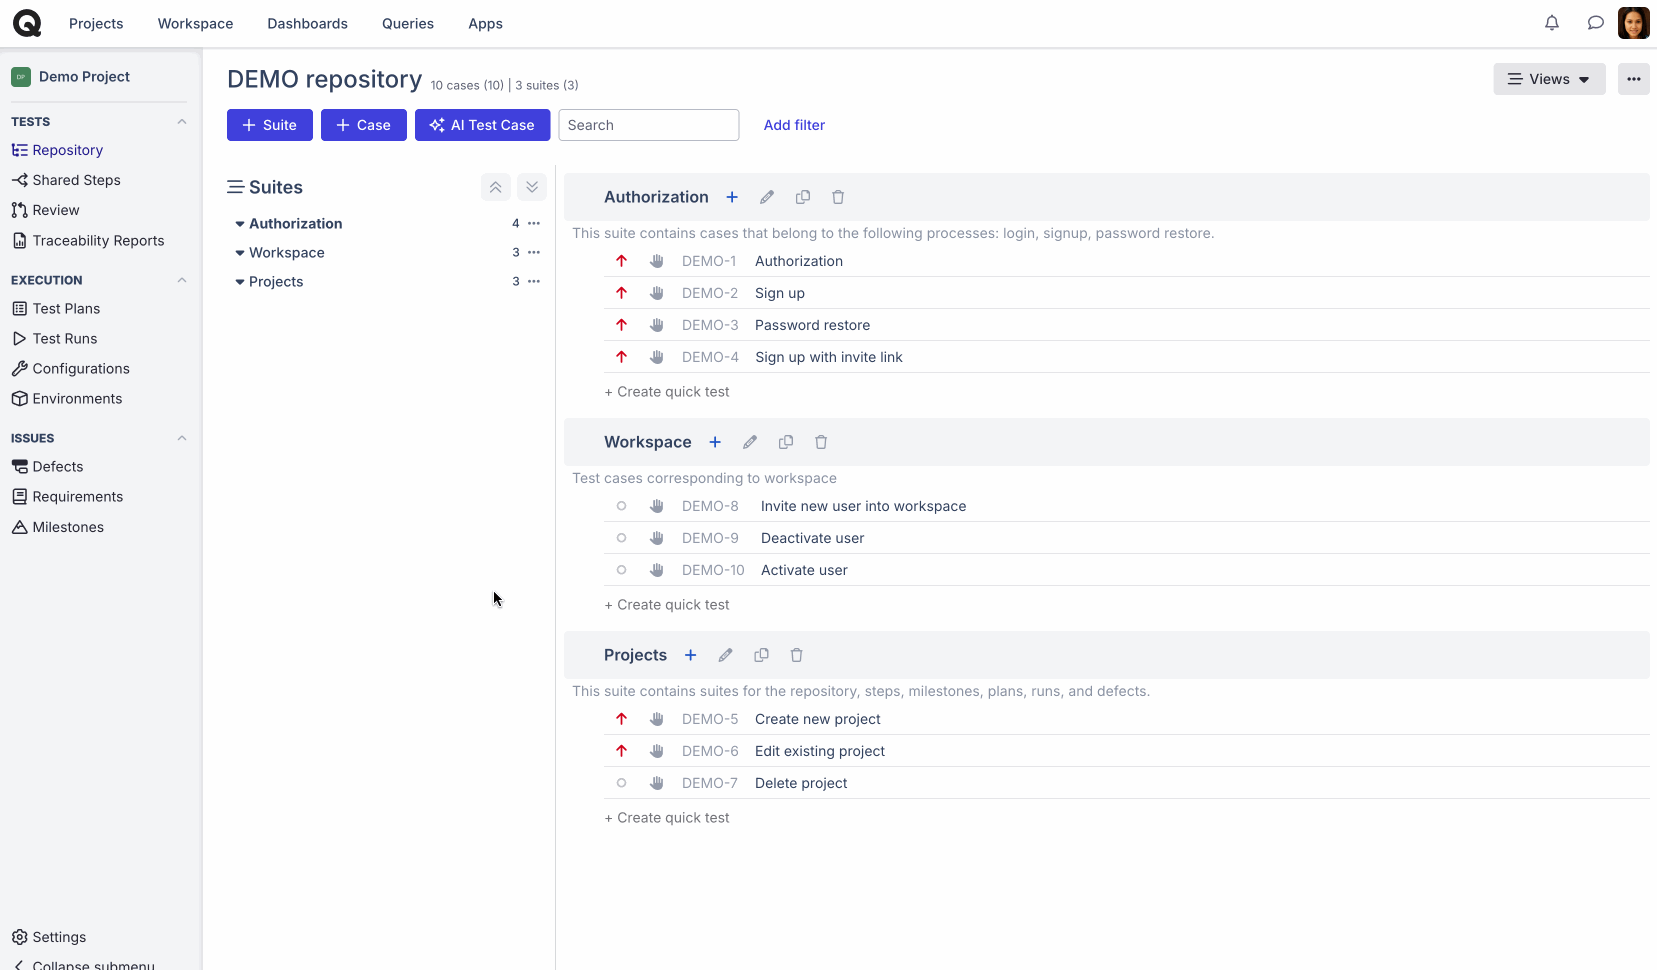 Projects Workspace Dashboards Queries Apps
DP Demo Project
TESTS
Repository
Shared Steps
Review
Traceability Reports
EXECUTION
Test Plans
Test Runs
Configurations
Environments
ISSUES
Defects
Requirements
Milestones
Settings
Collapse submenu
DEMO repository 10 cases (10) | 3 suites (3)
Views
+ Suite + Case AI Test Case Search Add filter
Suites
Authorization 4
Workspace 3
Projects 3
Authorization
This suite contains cases that belong to the following processes: login, signup, password restore.
DEMO-1 Authorization
DEMO-2 Sign up
DEMO-3 Password restore
DEMO-4 Sign up with invite link
+ Create quick test
Workspace
Test cases corresponding to workspace
DEMO-8 Invite new user into workspace
DEMO-9 Deactivate user
DEMO-10 Activate user
+ Create quick test
Projects
This suite contains suites for the repository, steps, milestones, plans, runs, and defects.
DEMO-5 Create new project
DEMO-6 Edit existing project
DEMO-7 Delete project
+ Create quick test